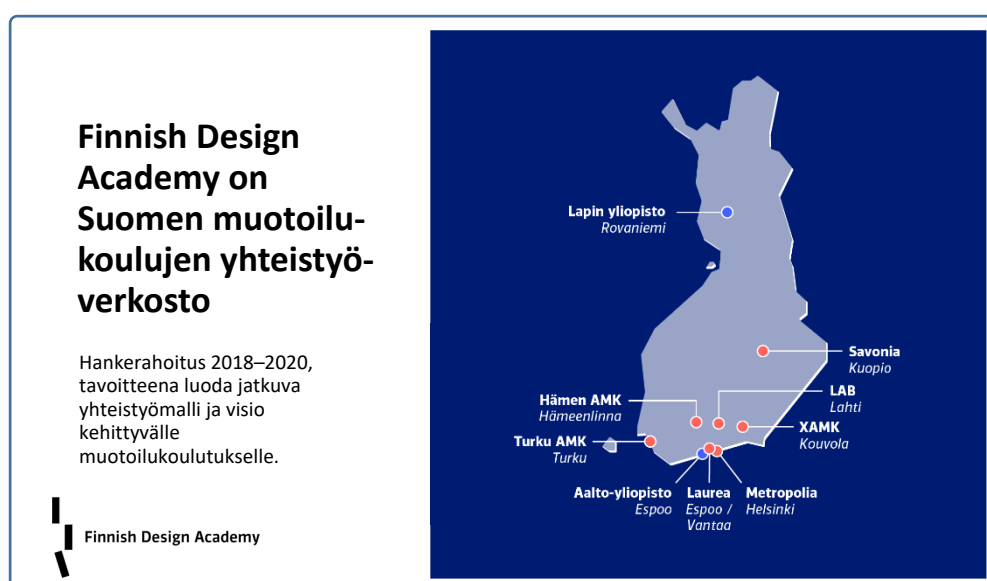 Finnish Design
Academy on
Suomen muotoilu-
koulujen yhteistyö-
verkosto
Hankerahoitus 2018–2020,
tavoitteena luoda jatkuva
yhteistyömalli ja visio
kehittyvälle
muotoilukoulutukselle.
Finnish Design Academy
Lapin yliopisto
Rovaniemi
Savonia
Kuopio
LAB
Lahti
Hämen AMK
Hämeenlinna
XAMK
Kouvola
Turku AMK
Turku
Aalto-yliopisto
Espoo
Laurea
Espoo /
Vantaa
Metropolia
Helsinki